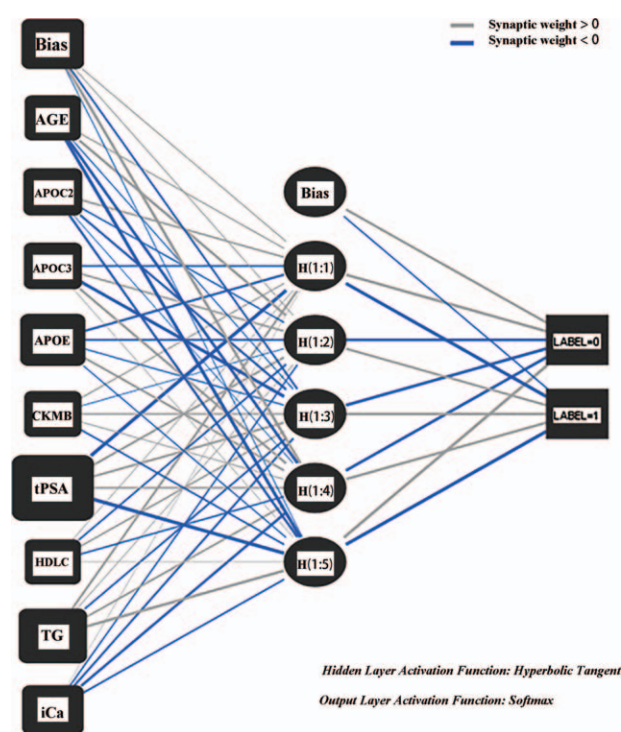 Synaptic weight > 0
Synaptic weight < 0
Bias
AGE
APOC2
APOC3
APOE
CKMB
tPSA
HDLC
TG
iCa
Bias
H(1:1)
H(1:2)
H(1:3)
H(1:4)
H(1:5)
LABEL=0
LABEL=1
Hidden Layer Activation Function: Hyperbolic Tangent
Output Layer Activation Function: Softmax